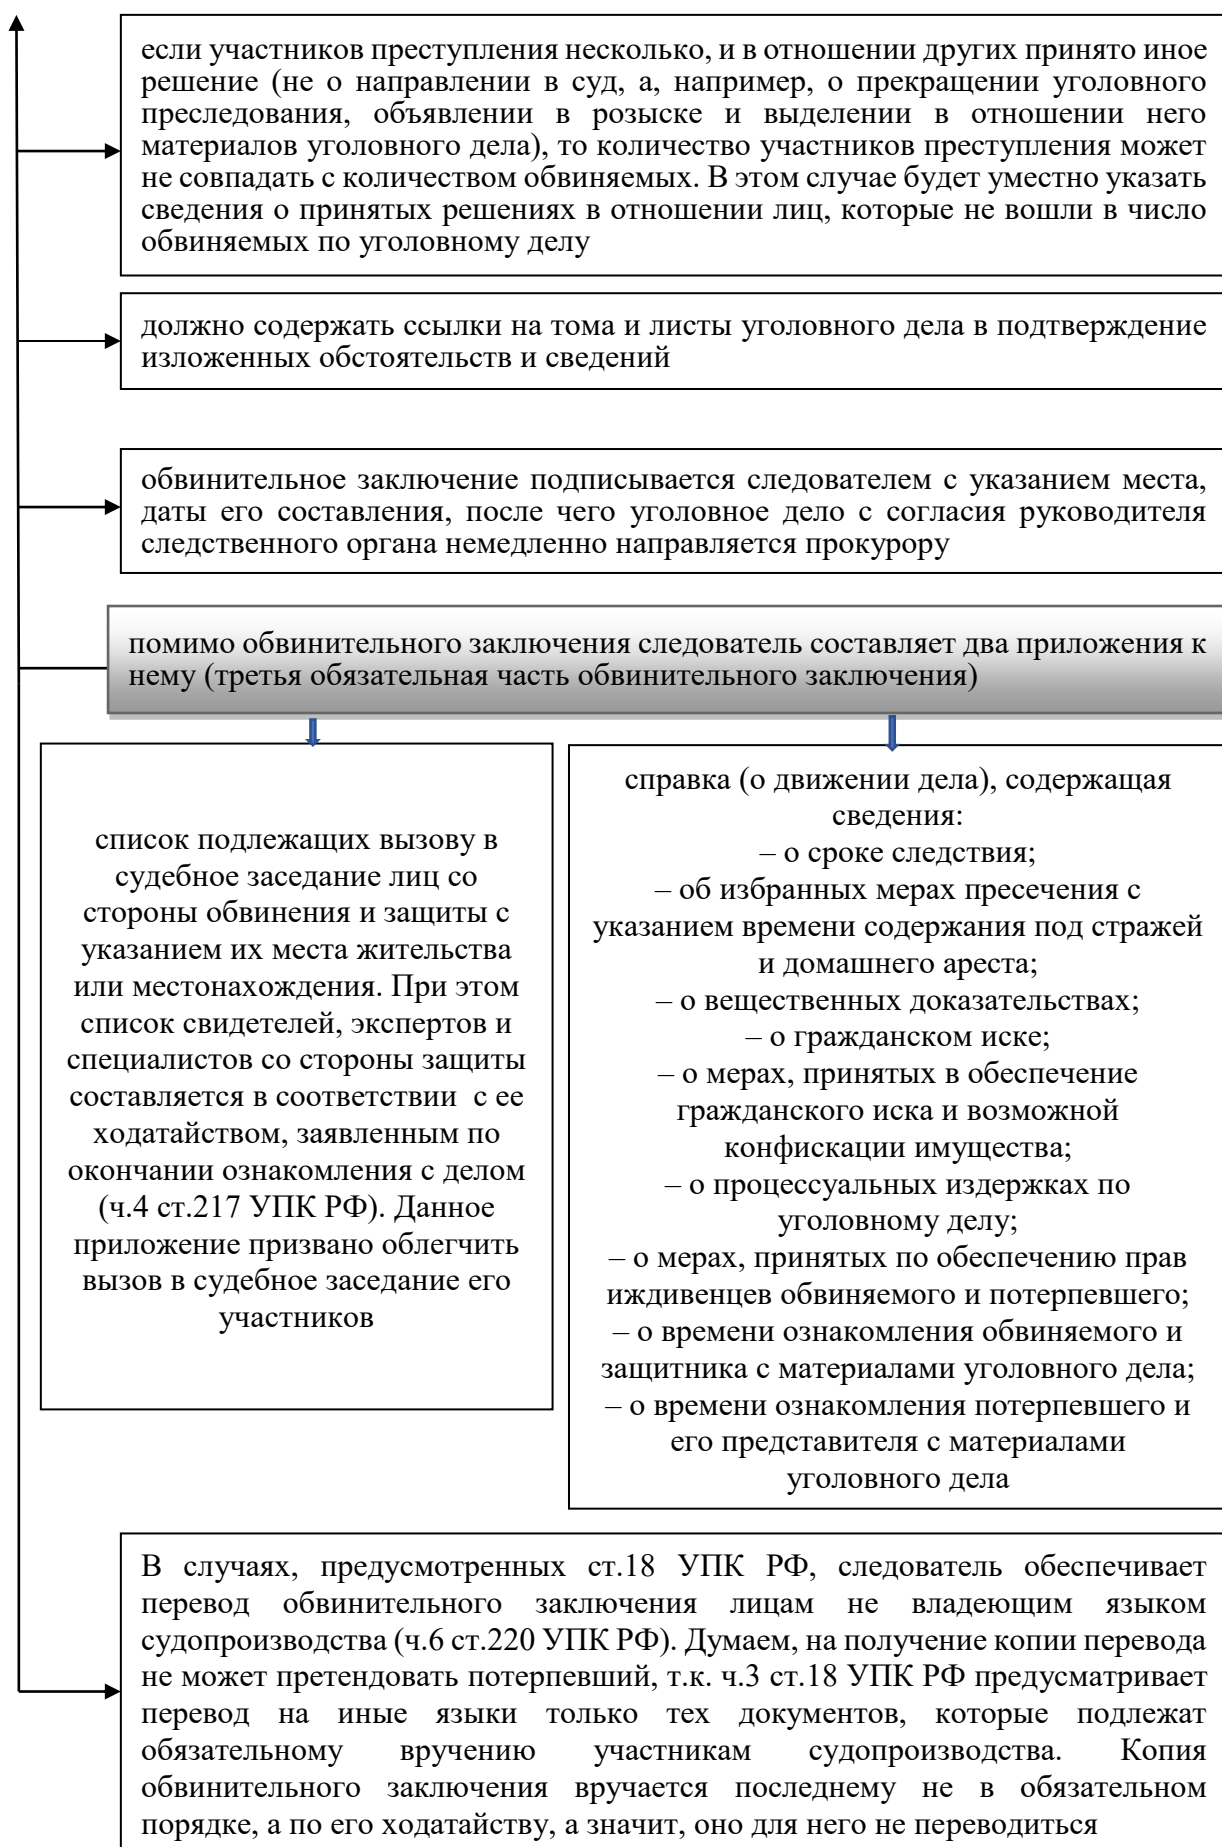 если участников преступления несколько, и в отношении других принято иное
решение (не о направлении в суд, а, например, о прекращении уголовного
преследования, объявлении в розыске и выделении в отношении него
материалов уголовного дела), то количество участников преступления может
не совпадать с количеством обвиняемых. В этом случае будет уместно указать
сведения о принятых решениях в отношении лиц, которые не вошли в число
обвиняемых по уголовному делу
должно содержать ссылки на тома и листы уголовного дела в подтверждение
изложенных обстоятельств и сведений
обвинительное заключение подписывается следователем с указанием места,
даты его составления, после чего уголовное дело с согласия руководителя
следственного органа немедленно направляется прокурору
помимо обвинительного заключения следователь составляет два приложения к
нему (третья обязательная часть обвинительного заключения)
список подлежащих вызову в
судебное заседание лиц со
стороны обвинения и защиты с
указанием их места жительства
или местонахождения. При этом
список свидетелей, экспертов и
специалистов со стороны защиты
составляется в соответствии с ее
ходатайством, заявленным по
окончании ознакомления с делом
(ч.4 ст.217 УПК РФ). Данное
приложение призвано облегчить
вызов в судебное заседание его
участников
справка (о движении дела), содержащая
сведения:
– о сроке следствия;
– об избранных мерах пресечения с
указанием времени содержания под стражей
и домашнего ареста;
– о вещественных доказательствах;
– о гражданском иске;
– о мерах, принятых в обеспечение
гражданского иска и возможной
конфискации имущества;
– о процессуальных издержках по
уголовному делу;
– о мерах, принятых по обеспечению прав
иждивенцев обвиняемого и потерпевшего;
– о времени ознакомления обвиняемого и
защитника с материалами уголовного дела;
– о времени ознакомления потерпевшего и
его представителя с материалами
уголовного дела
В случаях, предусмотренных ст.18 УПК РФ, следователь обеспечивает
перевод обвинительного заключения лицам не владеющим языком
судопроизводства (ч.6 ст.220 УПК РФ). Думаем, на получение копии перевода
не может претендовать потерпевший, т.к. ч.3 ст.18 УПК РФ предусматривает
перевод на иные языки только тех документов, которые подлежат
обязательному вручению участникам судопроизводства. Копия
обвинительного заключения вручается последнему не в обязательном
порядке, а по его ходатайству, а значит, оно для него не переводиться